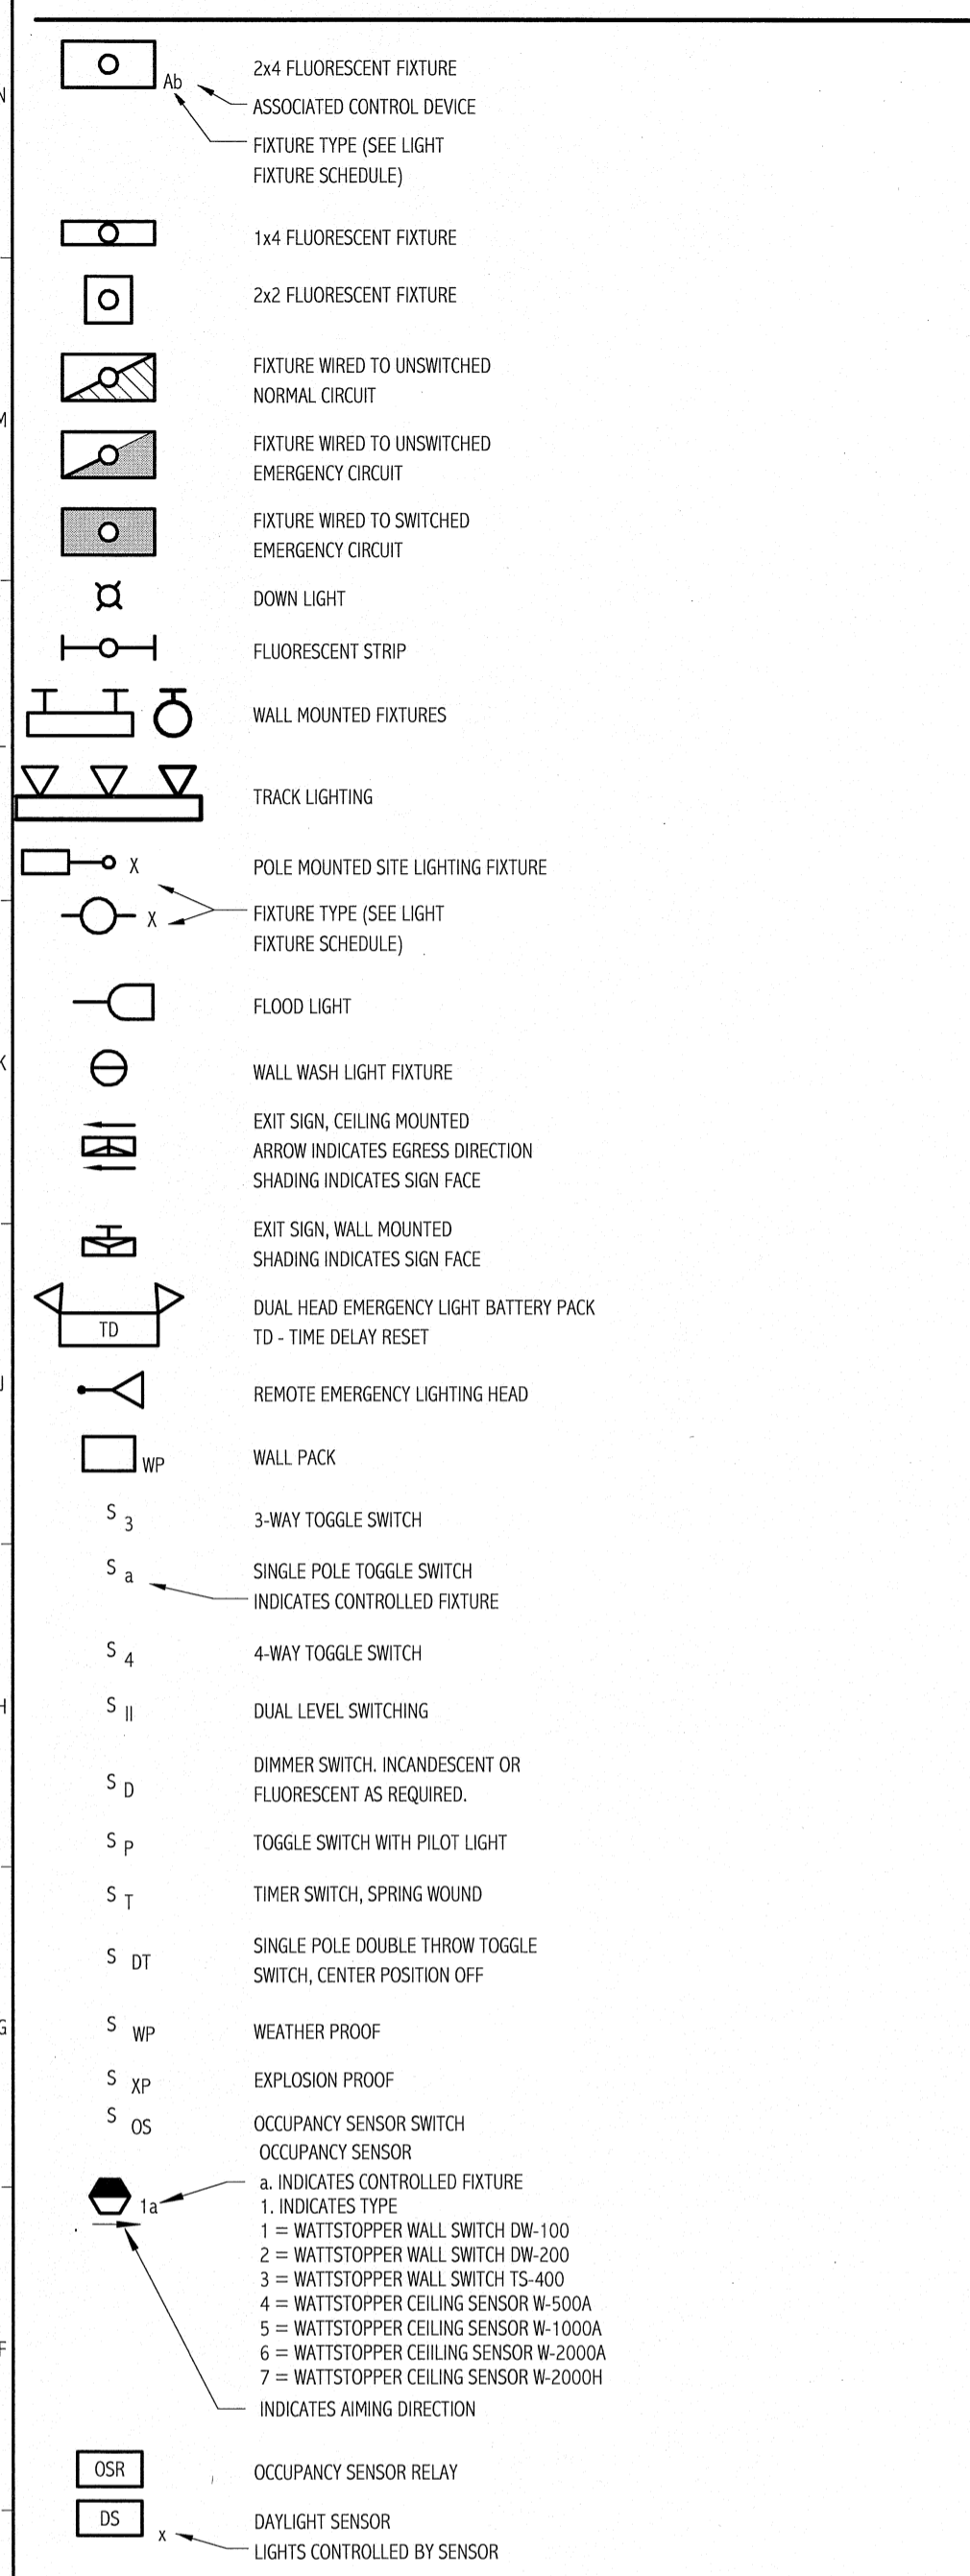 N
2x4 FLUORESCENT FIXTURE
Ab
ASSOCIATED CONTROL DEVICE
FIXTURE TYPE (SEE LIGHT
FIXTURE SCHEDULE)
1x4 FLUORESCENT FIXTURE
2x2 FLUORESCENT FIXTURE
FIXTURE WIRED TO UNSWITCHED
NORMAL CIRCUIT
M
FIXTURE WIRED TO UNSWITCHED
EMERGENCY CIRCUIT
FIXTURE WIRED TO SWITCHED
EMERGENCY CIRCUIT
DOWN LIGHT
FLUORESCENT STRIP
WALL MOUNTED FIXTURES
TRACK LIGHTING
X POLE MOUNTED SITE LIGHTING FIXTURE
X FIXTURE TYPE (SEE LIGHT
FIXTURE SCHEDULE)
FLOOD LIGHT
K
WALL WASH LIGHT FIXTURE
EXIT SIGN, CEILING MOUNTED
ARROW INDICATES EGRESS DIRECTION
SHADING INDICATES SIGN FACE
EXIT SIGN, WALL MOUNTED
SHADING INDICATES SIGN FACE
DUAL HEAD EMERGENCY LIGHT BATTERY PACK
TD TD - TIME DELAY RESET
J
REMOTE EMERGENCY LIGHTING HEAD
WP WALL PACK
S 3 3-WAY TOGGLE SWITCH
S a SINGLE POLE TOGGLE SWITCH
INDICATES CONTROLLED FIXTURE
S 4 4-WAY TOGGLE SWITCH
H
S II DUAL LEVEL SWITCHING
S D DIMMER SWITCH. INCANDESCENT OR
FLUORESCENT AS REQUIRED.
S P TOGGLE SWITCH WITH PILOT LIGHT
S T TIMER SWITCH, SPRING WOUND
S DT SINGLE POLE DOUBLE THROW TOGGLE
SWITCH, CENTER POSITION OFF
G
S WP WEATHER PROOF
S XP EXPLOSION PROOF
S OS OCCUPANCY SENSOR SWITCH
OCCUPANCY SENSOR
1a a. INDICATES CONTROLLED FIXTURE
1. INDICATES TYPE
1 = WATTSTOPPER WALL SWITCH DW-100
2 = WATTSTOPPER WALL SWITCH DW-200
3 = WATTSTOPPER WALL SWITCH TS-400
4 = WATTSTOPPER CEILING SENSOR W-500A
5 = WATTSTOPPER CEILING SENSOR W-1000A
F
6 = WATTSTOPPER CEIILING SENSOR W-2000A
7 = WATTSTOPPER CEILING SENSOR W-2000H
INDICATES AIMING DIRECTION
OSR OCCUPANCY SENSOR RELAY
DS DAYLIGHT SENSOR
x LIGHTS CONTROLLED BY SENSOR